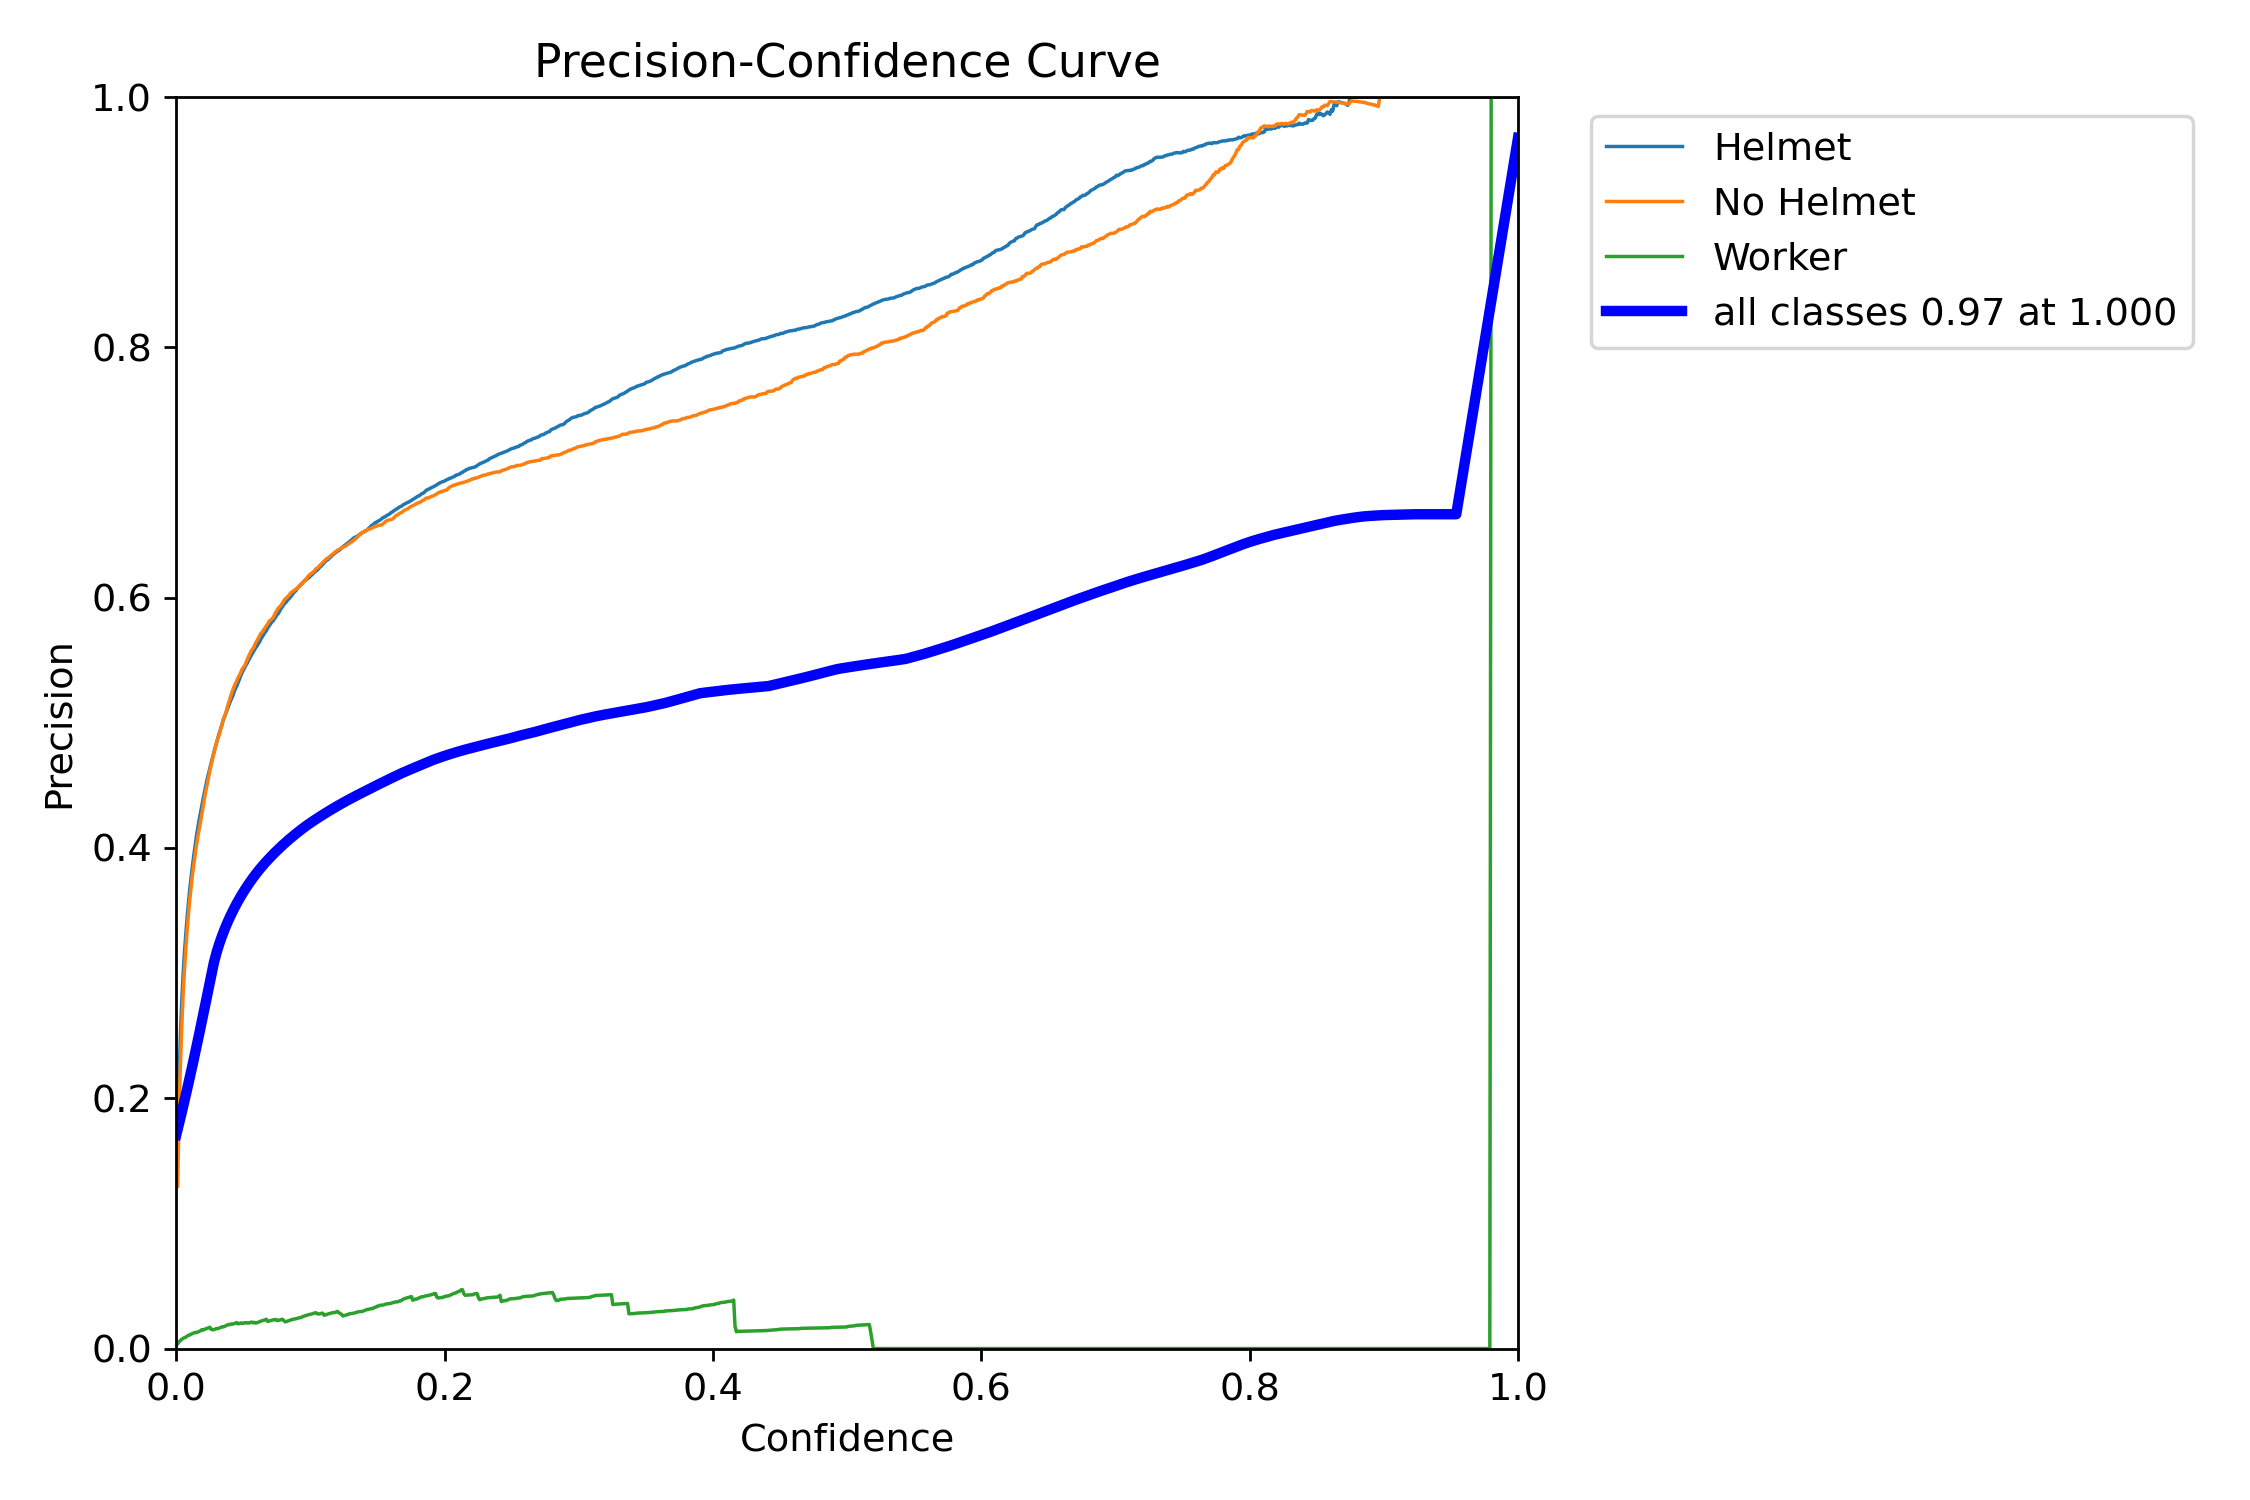 Precision-Confidence Curve
1.0
0.8
0.6
0.4
0.2
0.0
Precision
0.0 0.2 0.4 0.6 0.8 1.0
Confidence
Helmet
No Helmet
Worker
all classes 0.97 at 1.000